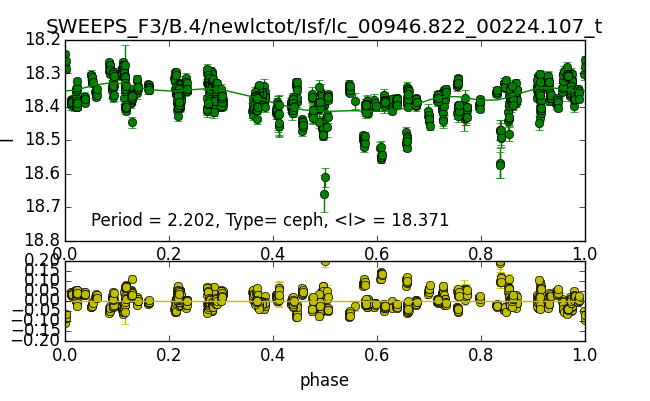 SWEEPS_F3/B.4/newlctot/Isf/lc_00946.822_00224.107_t
18.2
18.3
18.4
18.5
18.6
18.7
18.8
I
Period = 2.202, Type= ceph, <I> = 18.371
0.0 0.2 0.4 0.6 0.8 1.0
0.20
0.15
0.10
0.05
0.00
−0.05
−0.10
−0.15
−0.20
0.0 0.2 0.4 0.6 0.8 1.0
phase